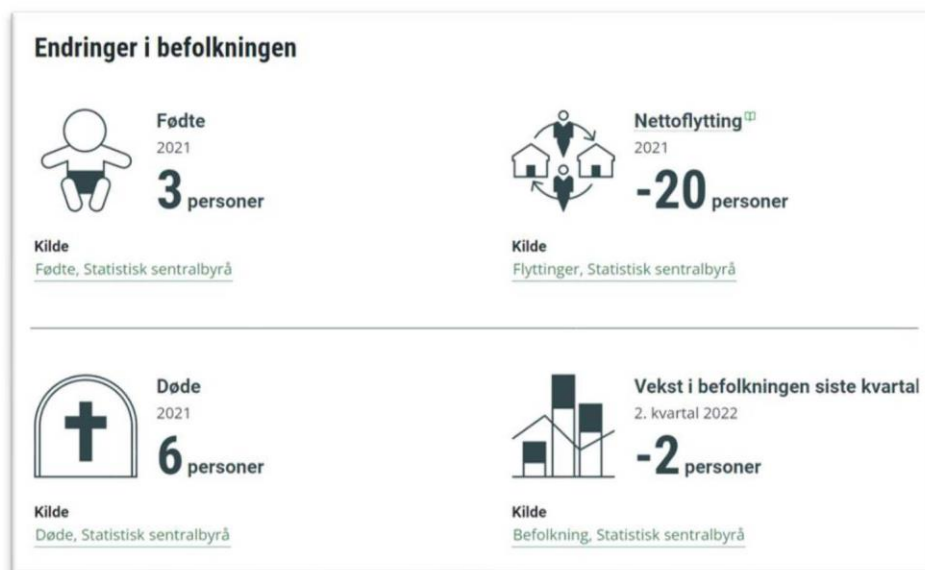 Endringer i befolkningen
Fødte
2021
3 personer
Kilde
Fødte, Statistisk sentralbyrå
Nettoflytting
2021
-20 personer
Kilde
Flyttinger, Statistisk sentralbyrå
Døde
2021
6 personer
Kilde
Døde, Statistisk sentralbyrå
Vekst i befolkningen siste kvartal
2. kvartal 2022
-2 personer
Kilde
Befolkning, Statistisk sentralbyrå